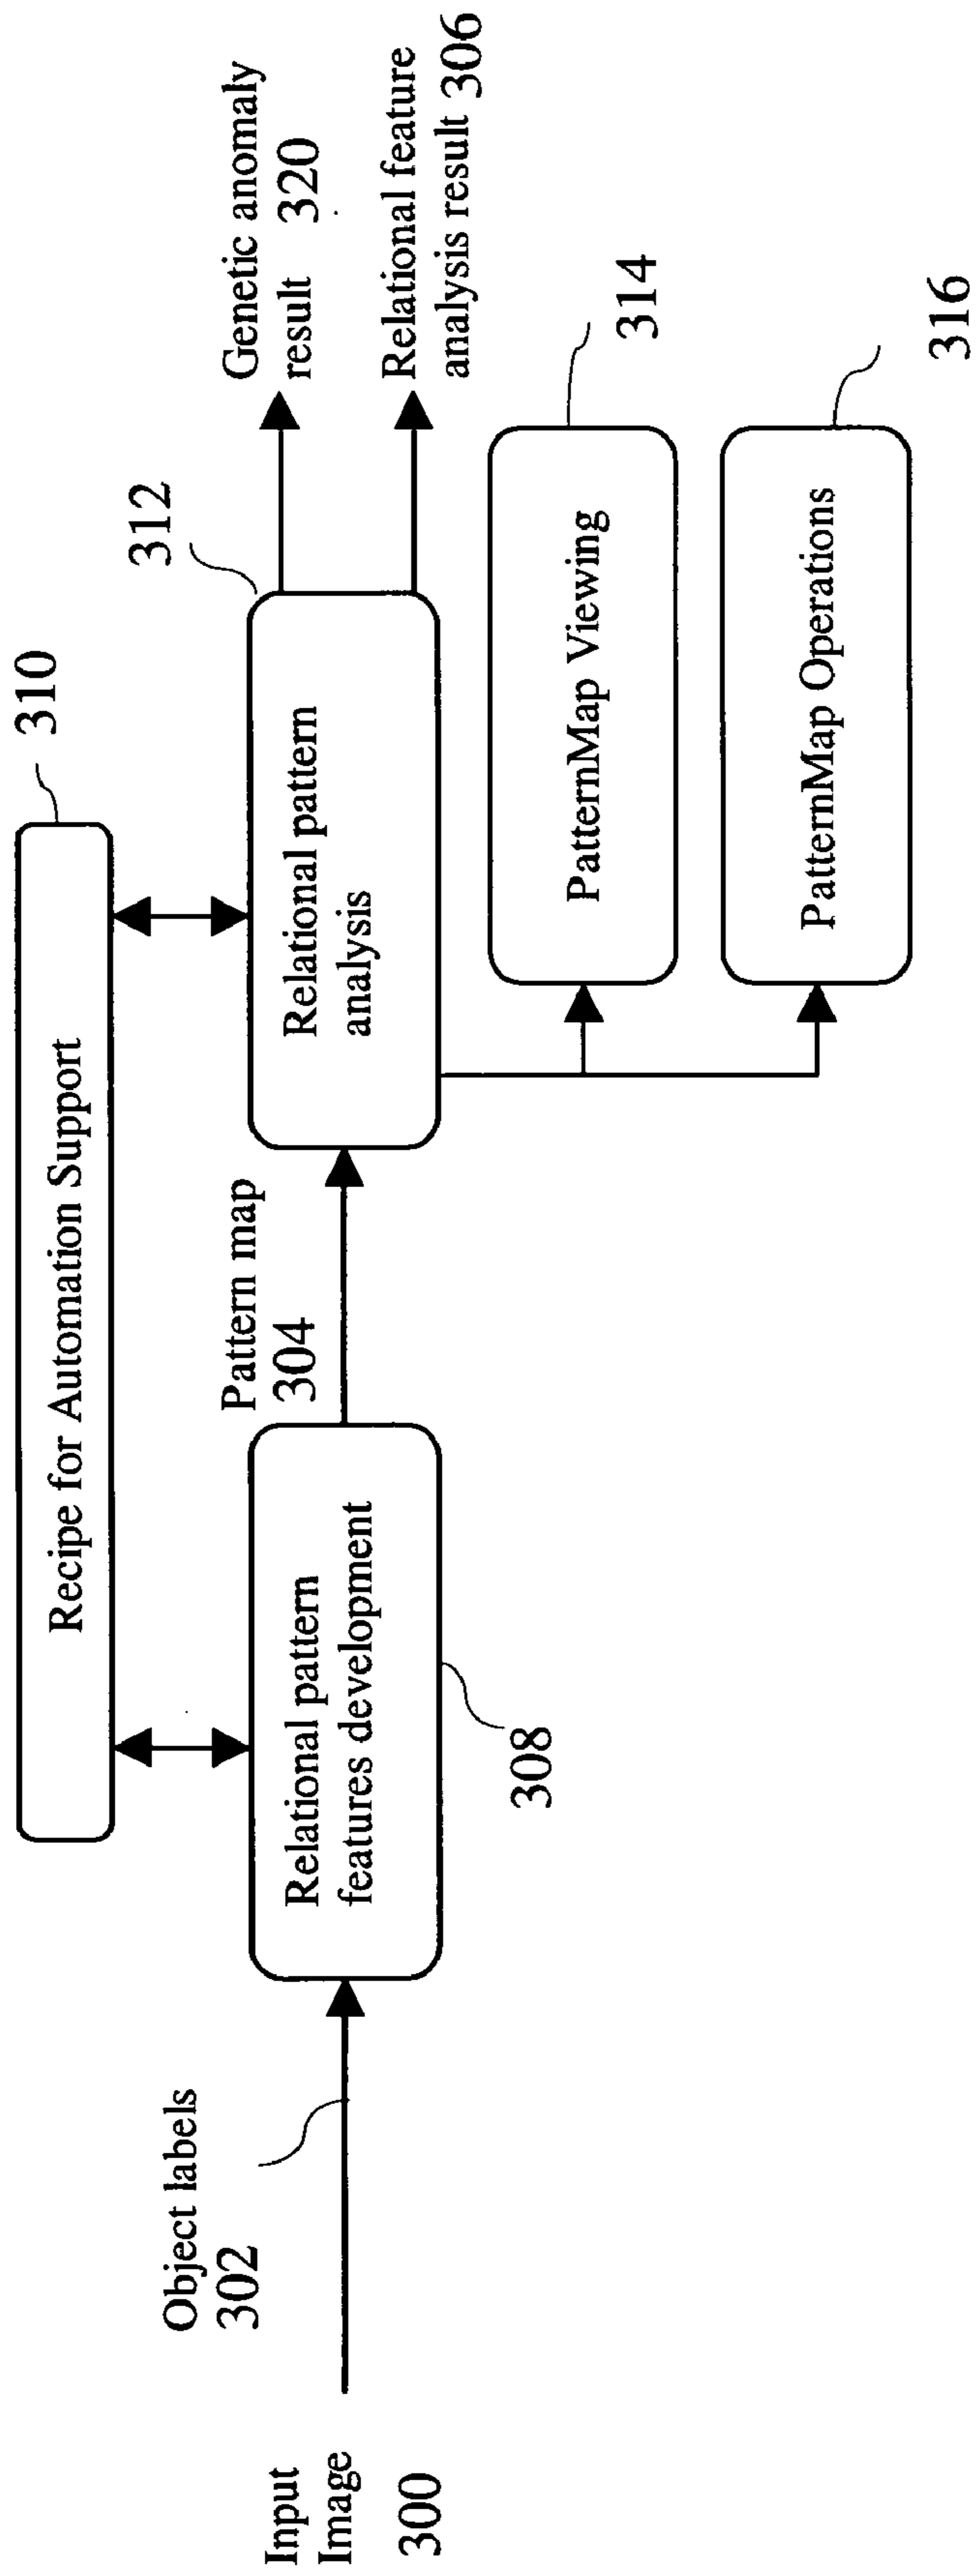 310
Recipe for Automation Support
Input
Image
300
Object labels
302
Relational pattern
features development
308
Pattern map
304
312
Relational pattern
analysis
Genetic anomaly
result 320
Relational feature
analysis result 306
PatternMap Viewing
314
PatternMap Operations
316